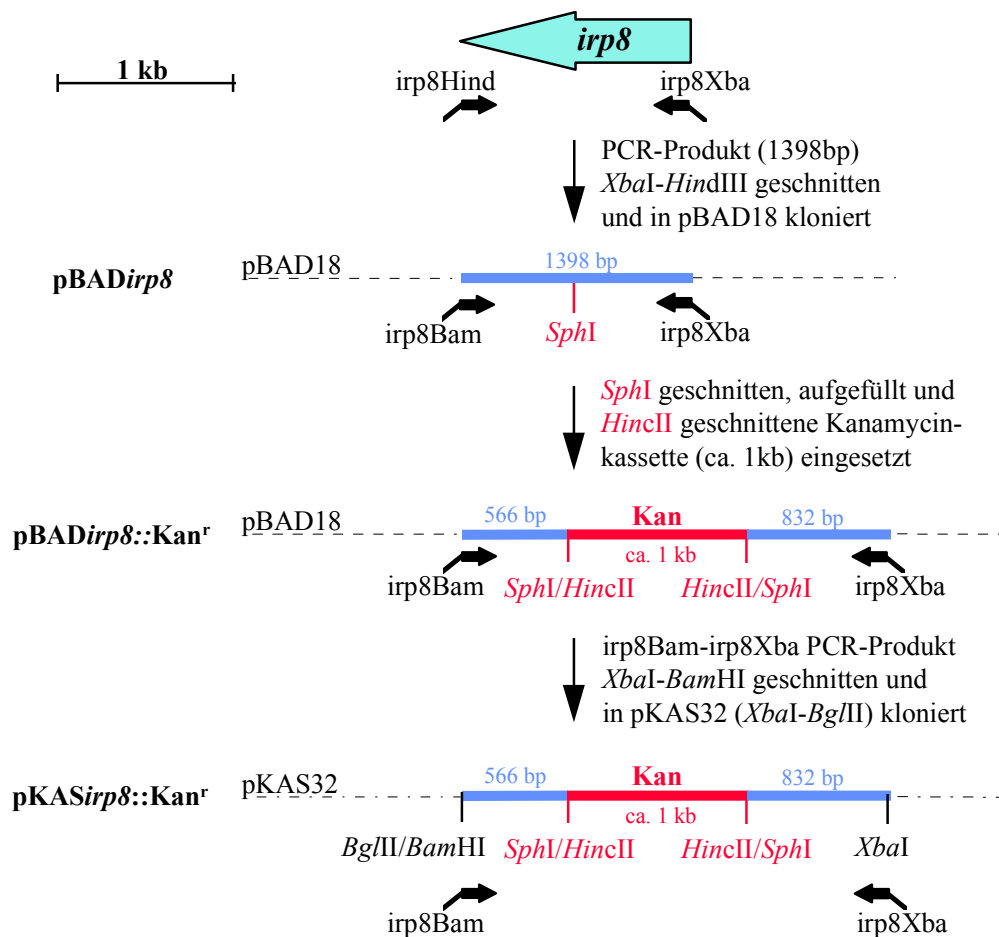 irp8
1 kb
irp8Hind
irp8Xba
PCR-Produkt (1398bp)
XbaI-HindIII geschnitten
und in pBAD18 kloniert
pBADirp8
pBAD18
1398 bp
irp8Bam
SphI
irp8Xba
SphI geschnitten, aufgefüllt und
HincII geschnittene Kanamycin-
kassette (ca. 1kb) eingesetzt
pBADirp8::Kanʳ
pBAD18
566 bp
Kan
832 bp
ca. 1 kb
irp8Bam
SphI/HincII
HincII/SphI
irp8Xba
irp8Bam-irp8Xba PCR-Produkt
XbaI-BamHI geschnitten und
in pKAS32 (XbaI-BglII) kloniert
pKASirp8::Kanʳ
pKAS32
566 bp
Kan
832 bp
ca. 1 kb
BglII/BamHI
SphI/HincII
HincII/SphI
XbaI
irp8Bam
irp8Xba